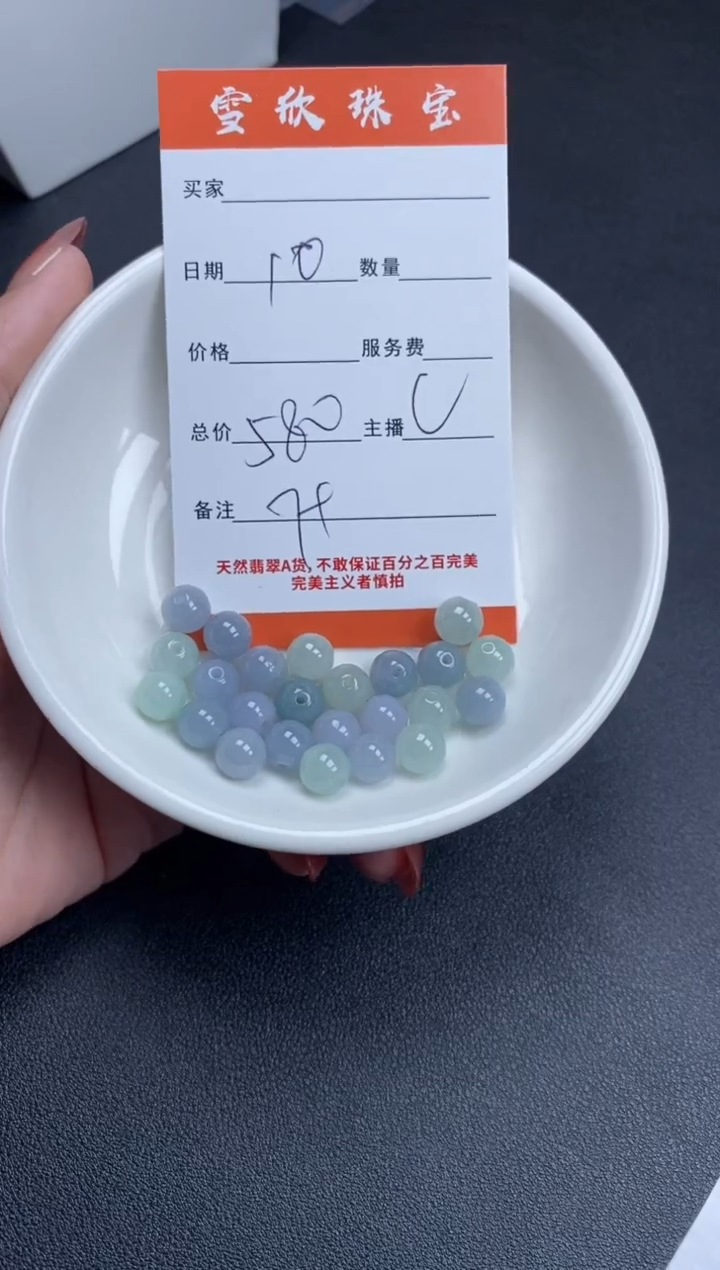 雪欣珠宝
买家
日期 10 数量
价格 服务费
总价 580 主播
备注
天然翡翠A货,不敢保证百分之百完美
完美主义者慎拍